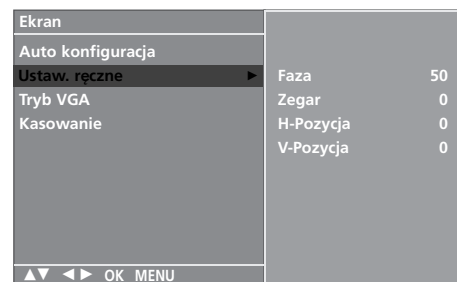 Ekran
Auto konfiguracja
Ustaw. ręczne ►
Tryb VGA
Kasowanie
Faza 50
Zegar 0
H-Pozycja 0
V-Pozycja 0
▲▼ ◄► OK MENU